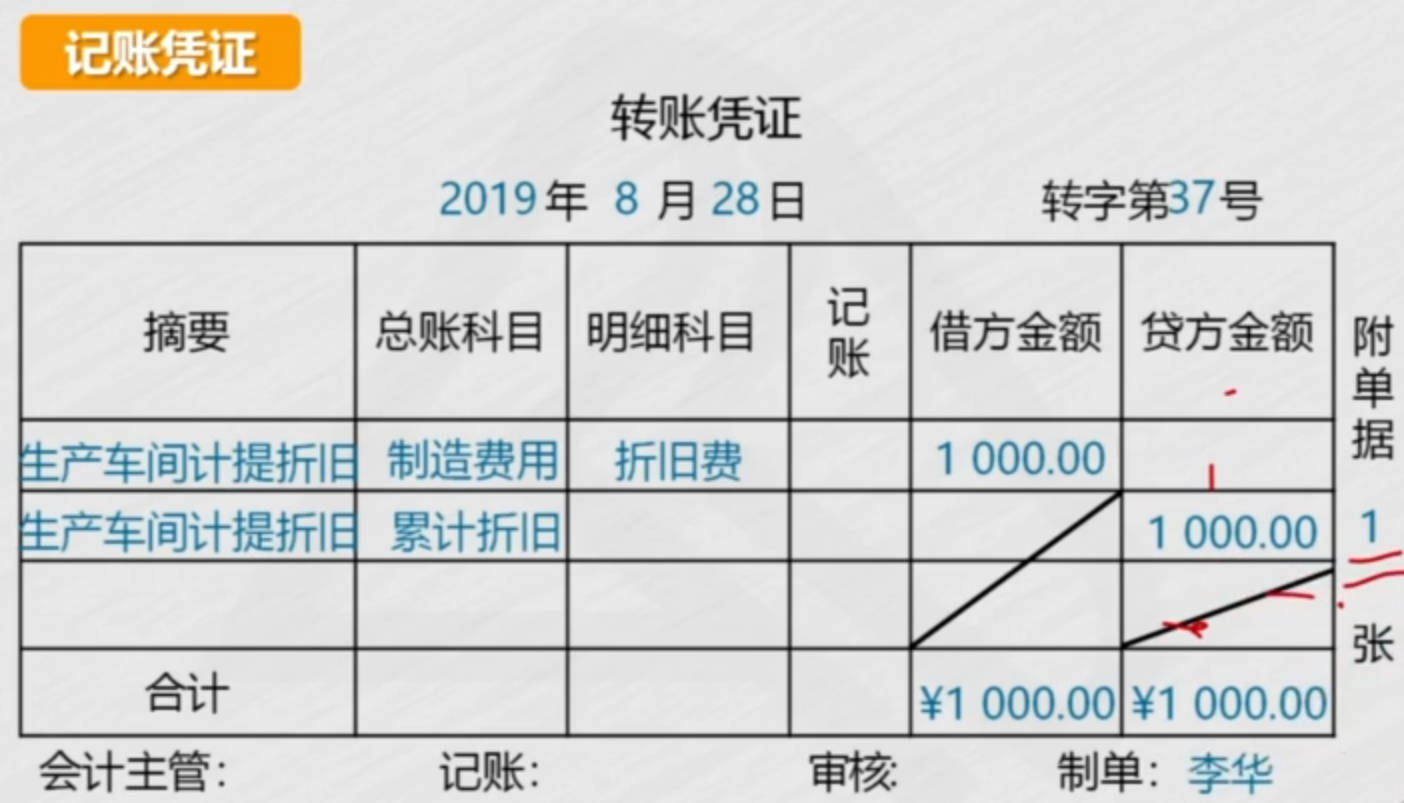 记账凭证
转账凭证
2019年 8 月 28 日 转字第37号
摘要 总账科目 明细科目 记账 借方金额 贷方金额
生产车间计提折旧 制造费用 折旧费 1 000.00
生产车间计提折旧 累计折旧 1 000.00
合计 ¥1 000.00 ¥1 000.00
附单据 1 张
会计主管: 记账: 审核: 制单: 李华